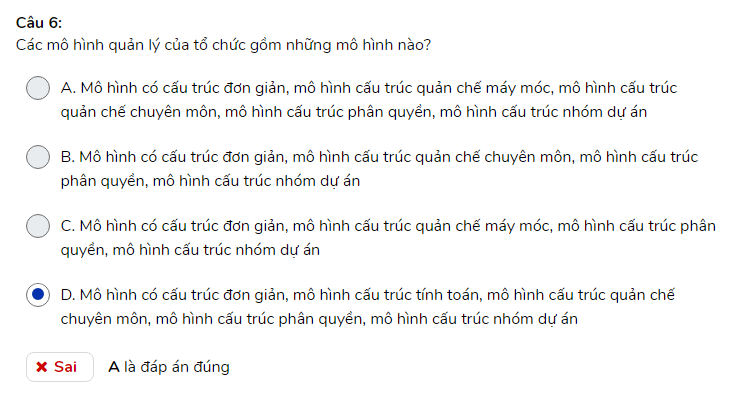 Câu 6:
Các mô hình quản lý của tổ chức gồm những mô hình nào?
A. Mô hình có cấu trúc đơn giản, mô hình cấu trúc quản chế máy móc, mô hình cấu trúc
quản chế chuyên môn, mô hình cấu trúc phân quyền, mô hình cấu trúc nhóm dự án
B. Mô hình có cấu trúc đơn giản, mô hình cấu trúc quản chế chuyên môn, mô hình cấu trúc
phân quyền, mô hình cấu trúc nhóm dự án
C. Mô hình có cấu trúc đơn giản, mô hình cấu trúc quản chế máy móc, mô hình cấu trúc phân
quyền, mô hình cấu trúc nhóm dự án
D. Mô hình có cấu trúc đơn giản, mô hình cấu trúc tính toán, mô hình cấu trúc quản chế
chuyên môn, mô hình cấu trúc phân quyền, mô hình cấu trúc nhóm dự án
Sai A là đáp án đúng